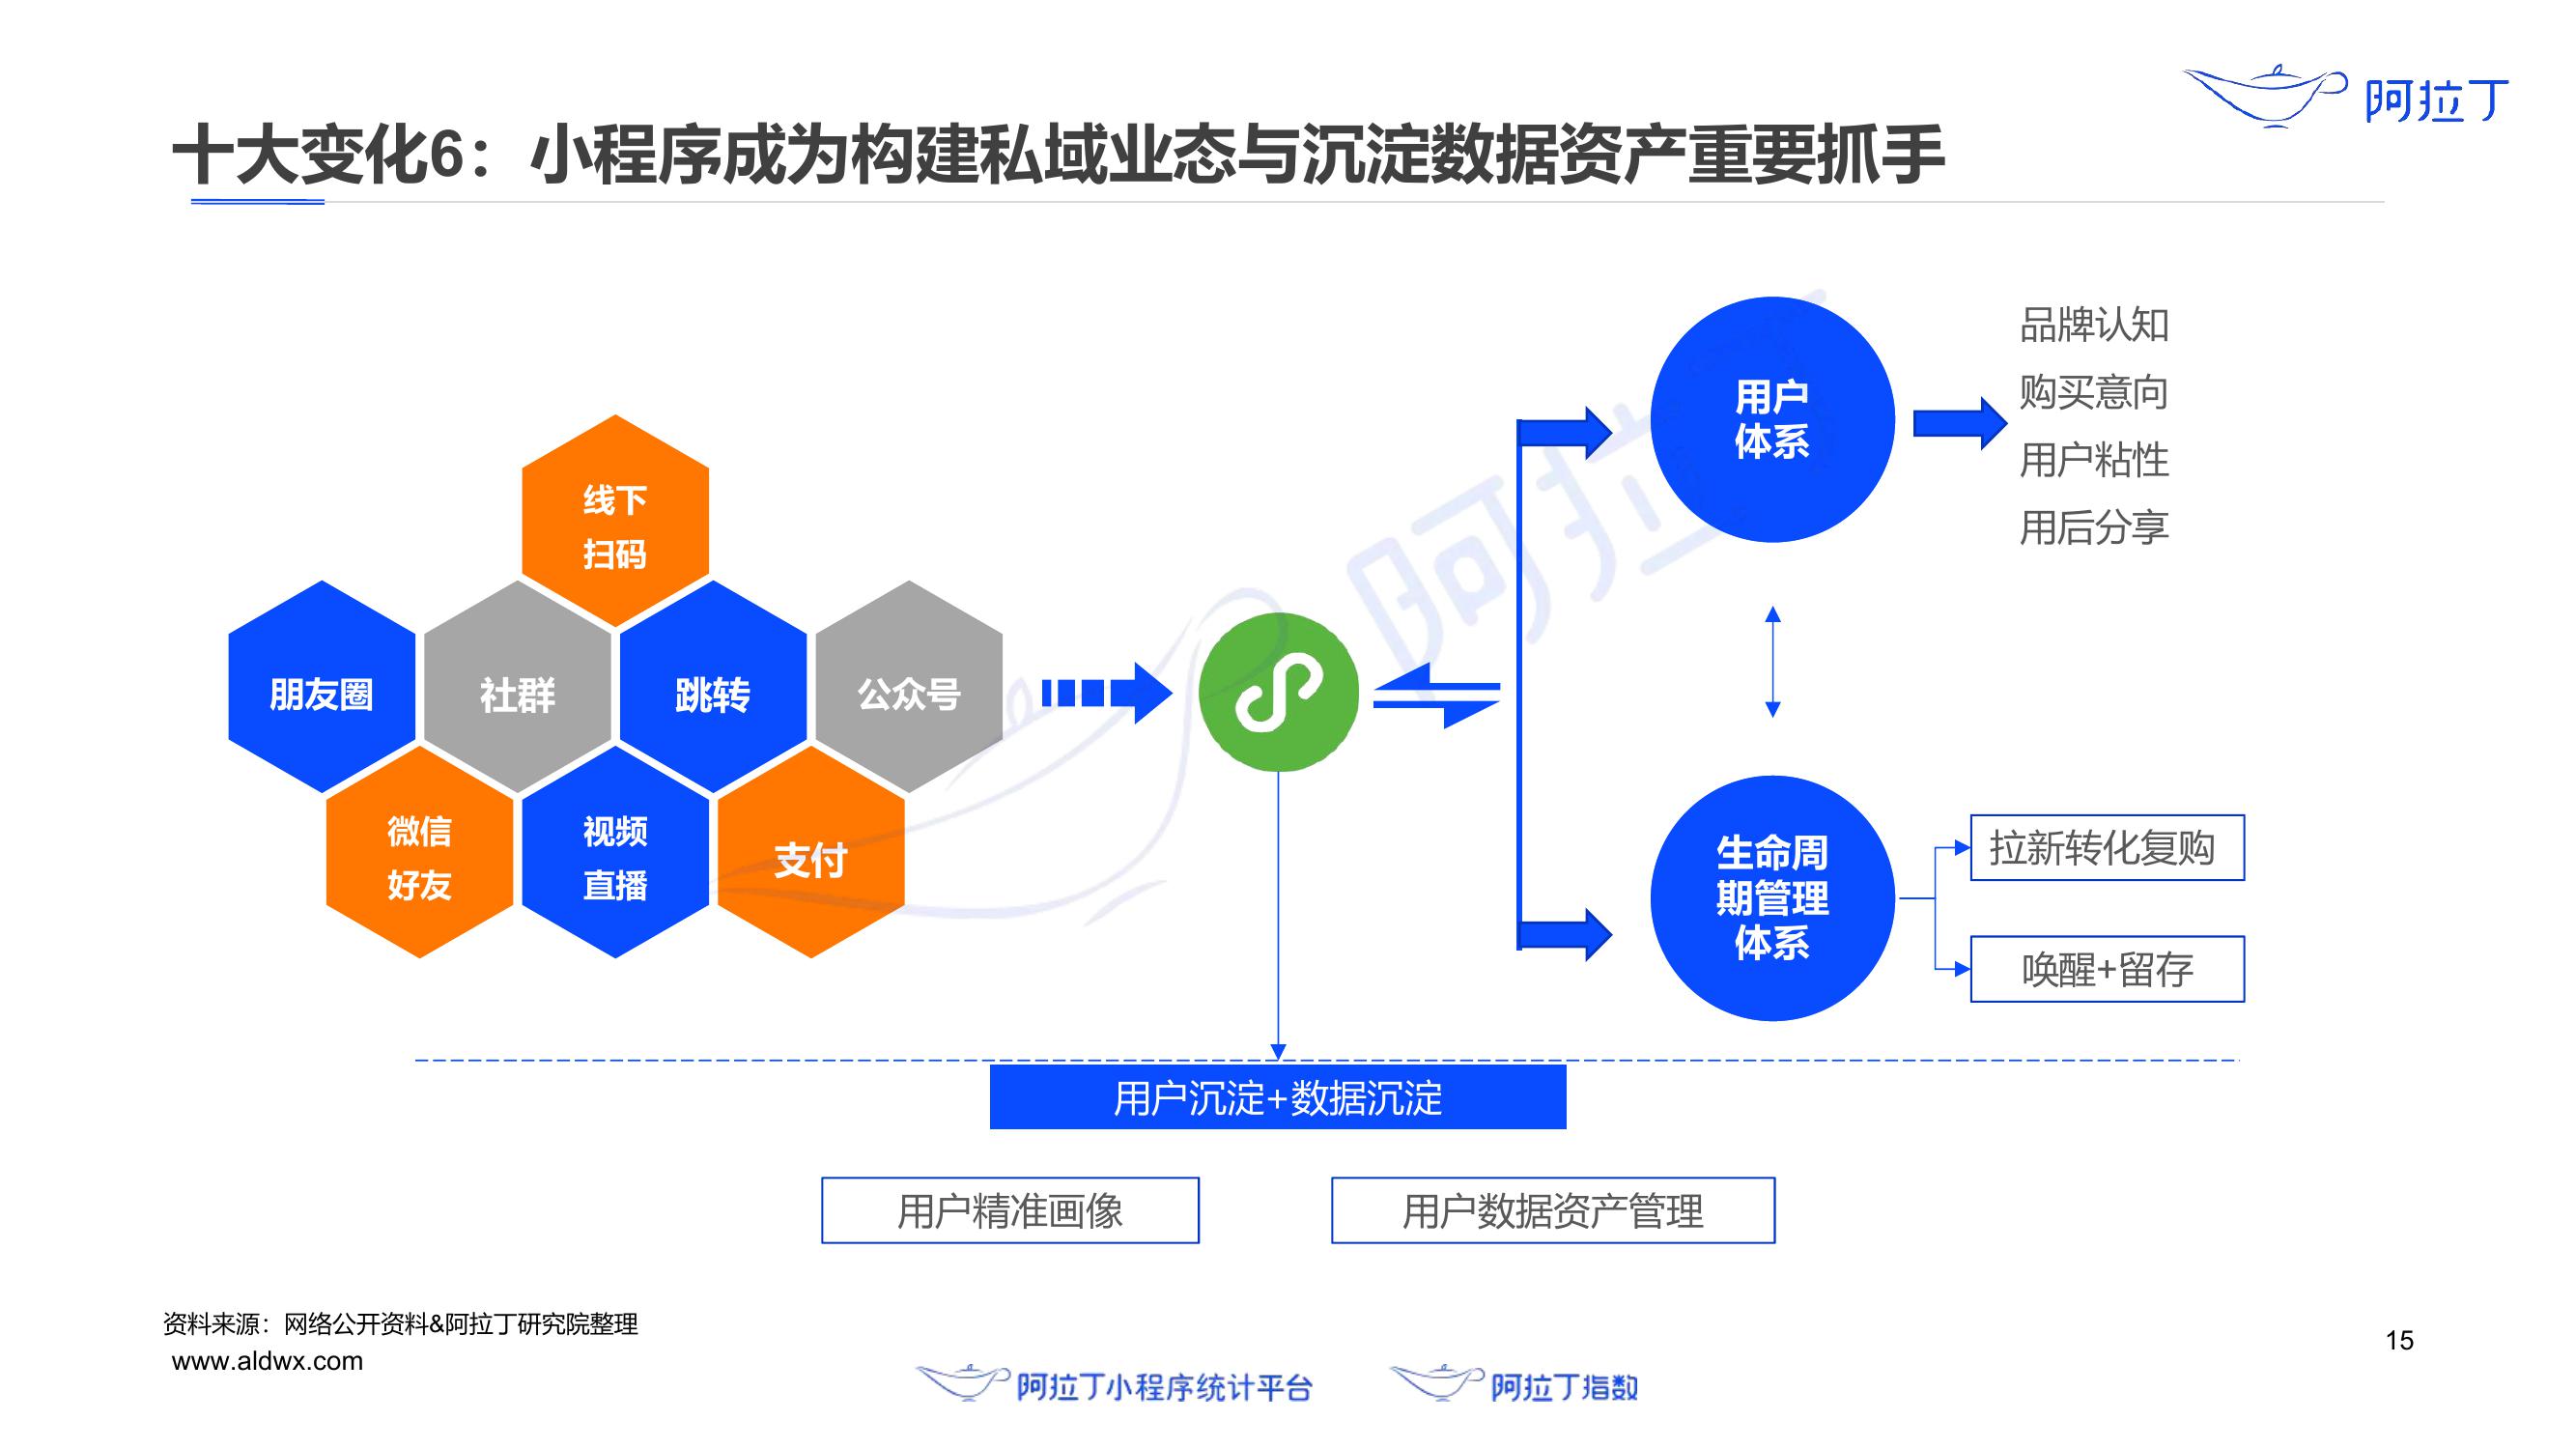 阿拉丁
十大变化6：小程序成为构建私域业态与沉淀数据资产重要抓手
线下
扫码
朋友圈
社群
跳转
公众号
微信
好友
视频
直播
支付
用户
体系
品牌认知
购买意向
用户粘性
用后分享
生命周
期管理
体系
拉新转化复购
唤醒+留存
阿拉丁
用户沉淀+数据沉淀
用户精准画像
用户数据资产管理
资料来源：网络公开资料&阿拉丁研究院整理
www.aldwx.com
阿拉丁小程序统计平台
阿拉丁指数
15